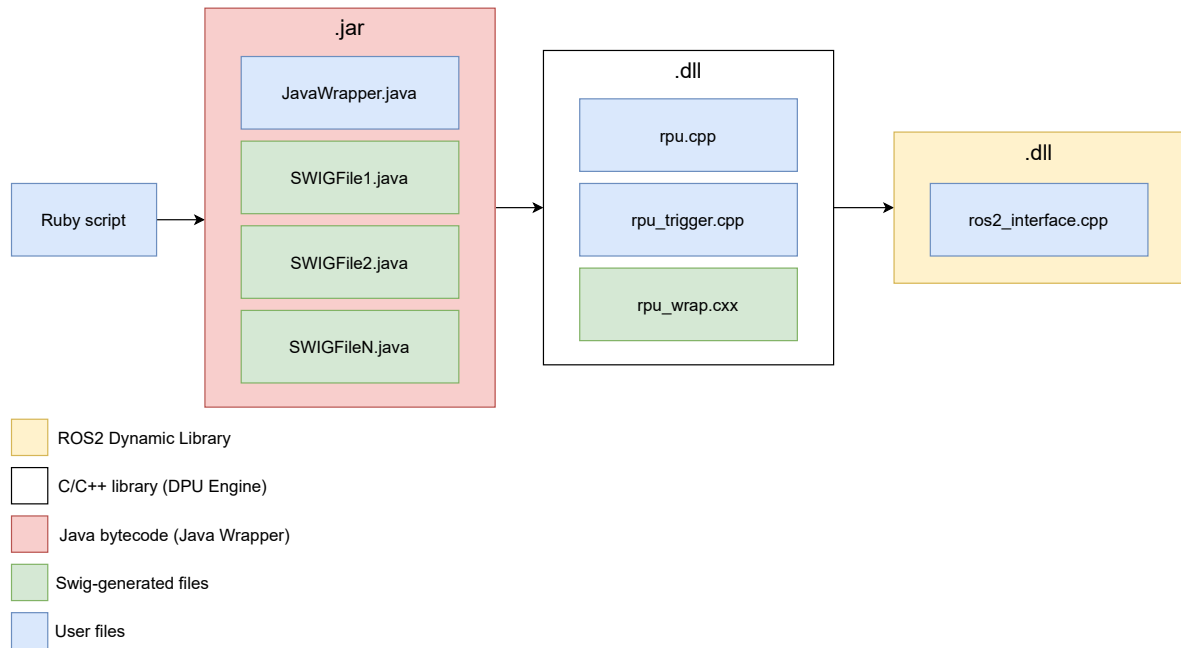 .jar
JavaWrapper.java
SWIGFile1.java
SWIGFile2.java
SWIGFileN.java
Ruby script
.dll
rpu.cpp
rpu_trigger.cpp
rpu_wrap.cxx
.dll
ros2_interface.cpp
ROS2 Dynamic Library
C/C++ library (DPU Engine)
Java bytecode (Java Wrapper)
Swig-generated files
User files